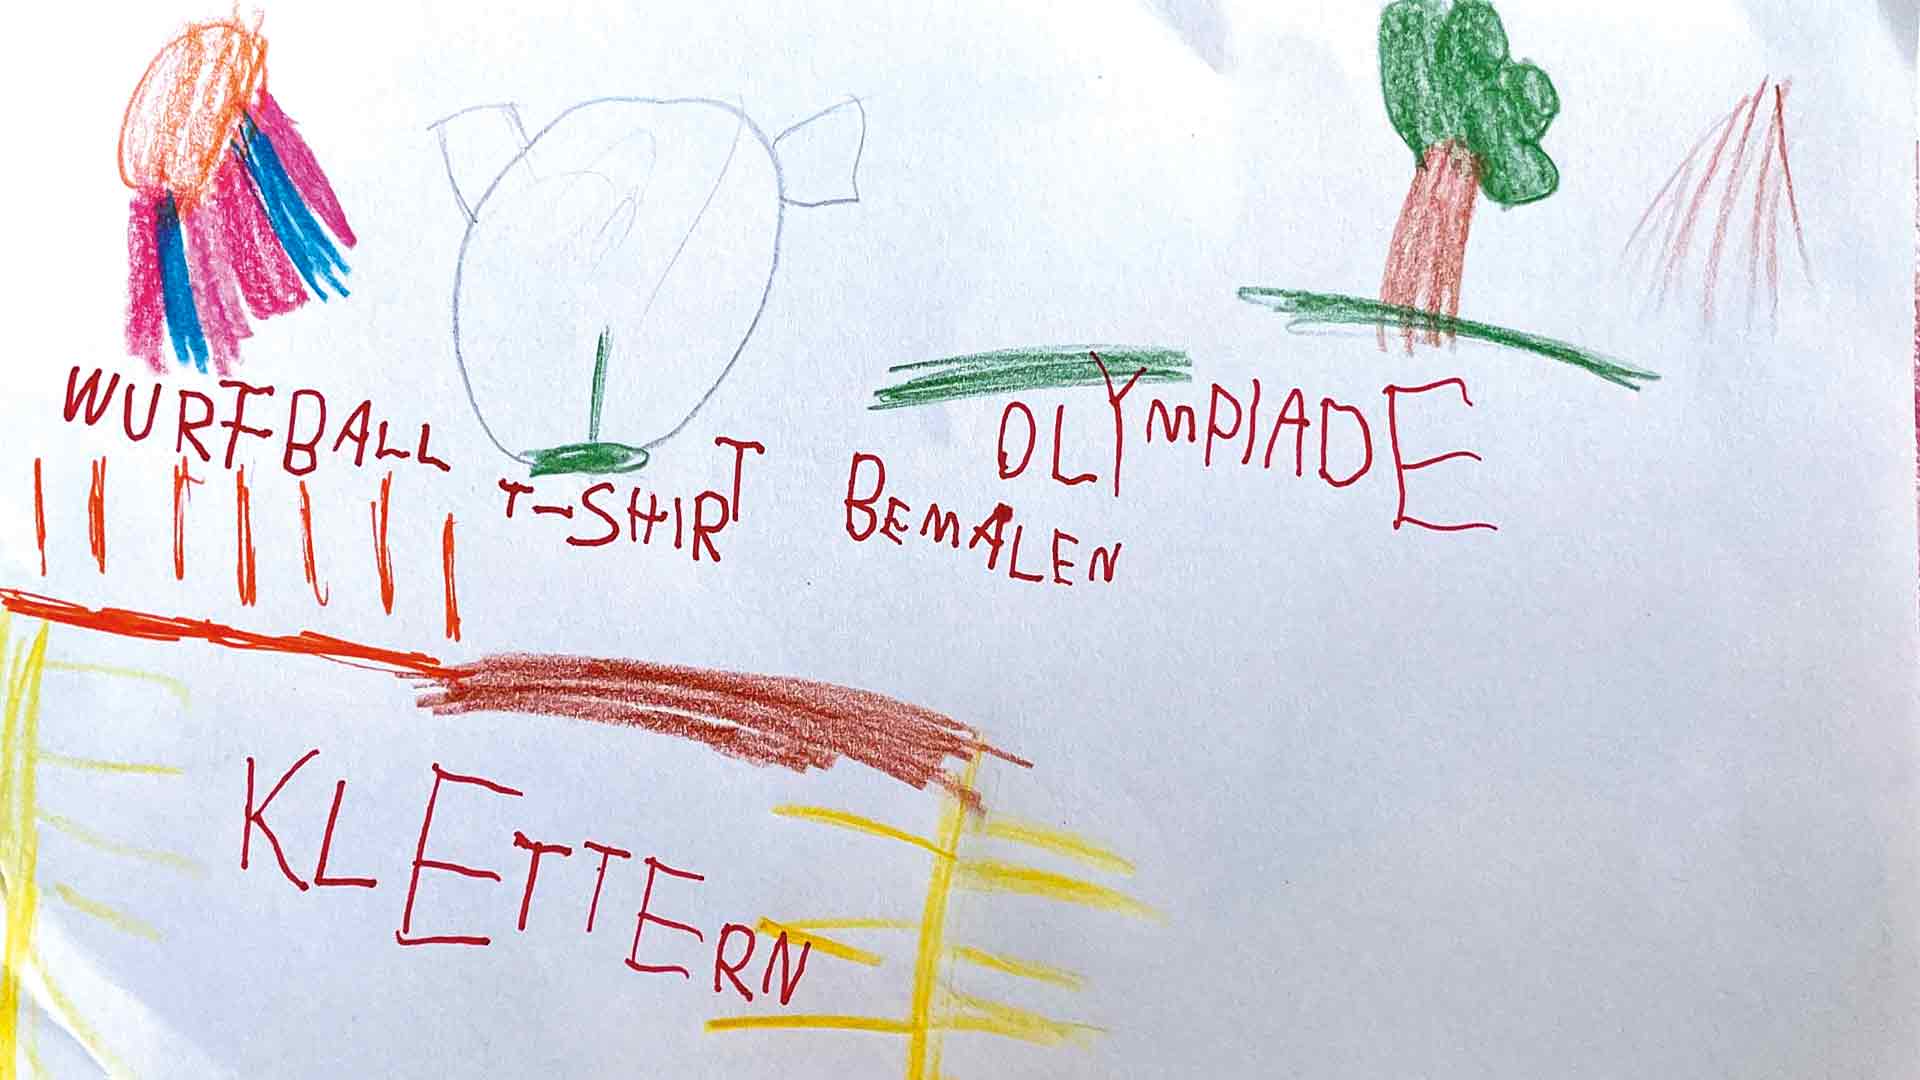 WURFBALL
T-SHIRT BEMALEN
OLYMPIADE
KLETTERN